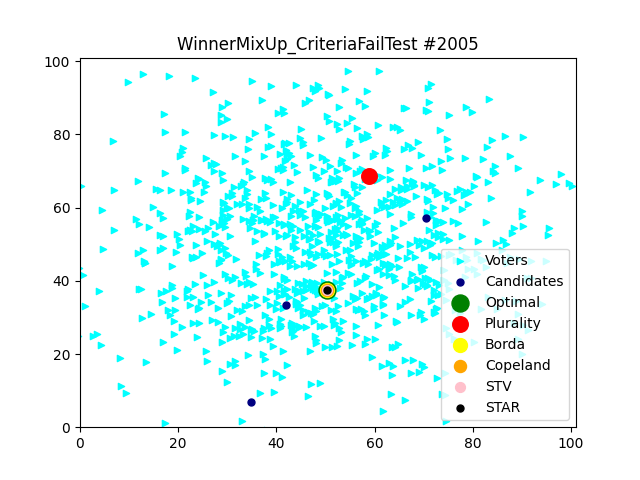 WinnerMixUp_CriteriaFailTest #2005
100
80
60
40
20
0
0 20 40 60 80 100
Voters
Candidates
Optimal
Plurality
Borda
Copeland
STV
STAR